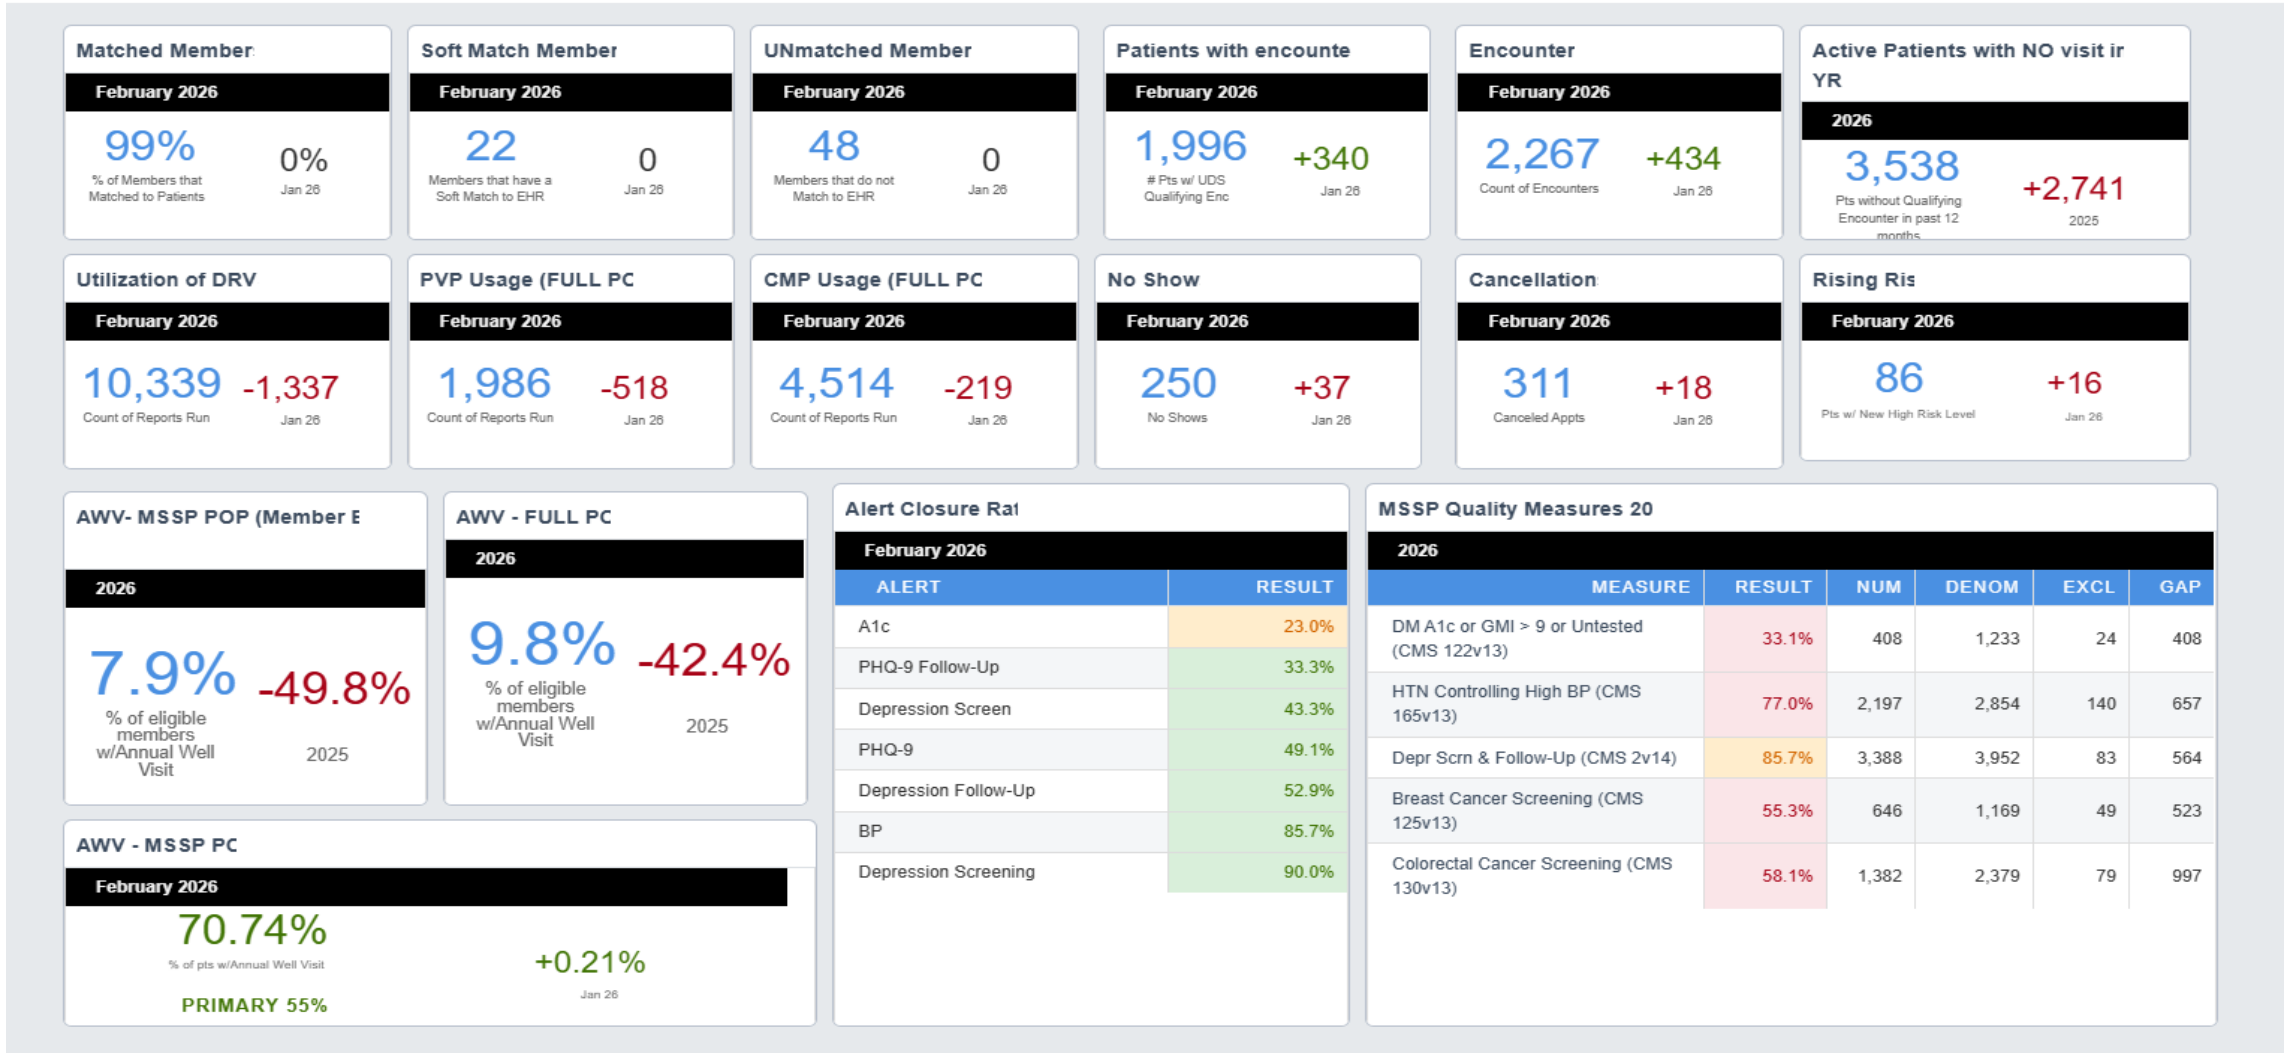 Matched Member
February 2026
99%
% of Members that
Matched to Patients
0%
Jan 26
Soft Match Member
February 2026
22
Members that have a
Soft Match to EHR
0
Jan 26
UNmatched Member
February 2026
48
Members that do not
Match to EHR
0
Jan 26
Patients with encounte
February 2026
1,996
# Pts w/ UDS
Qualifying Enc
+340
Jan 26
Encounter
February 2026
2,267
Count of Encounters
+434
Jan 26
Active Patients with NO visit ir
YR
2026
3,538
Pts without Qualifying
Encounter in past 12
months
+2,741
2025
Utilization of DRV
February 2026
10,339
Count of Reports Run
-1,337
Jan 26
PVP Usage (FULL PC
February 2026
1,986
Count of Reports Run
-518
Jan 26
CMP Usage (FULL PC
February 2026
4,514
Count of Reports Run
-219
Jan 26
No Show
February 2026
250
No Shows
+37
Jan 26
Cancellation
February 2026
311
Canceled Appts
+18
Jan 26
Rising Ris
February 2026
86
Pts w/ New High Risk Level
+16
Jan 26
AWV- MSSP POP (Member E
2026
7.9%
% of eligible
members
w/Annual Well
Visit
-49.8%
2025
AWV - FULL PC
2026
9.8%
% of eligible
members
w/Annual Well
Visit
-42.4%
2025
AWV - MSSP PC
February 2026
70.74%
% of pts w/Annual Well Visit
PRIMARY 55%
+0.21%
Jan 26
Alert Closure Rat
February 2026
ALERT RESULT
A1c 23.0%
PHQ-9 Follow-Up 33.3%
Depression Screen 43.3%
PHQ-9 49.1%
Depression Follow-Up 52.9%
BP 85.7%
Depression Screening 90.0%
MSSP Quality Measures 20
2026
MEASURE RESULT NUM DENOM EXCL GAP
DM A1c or GMI > 9 or Untested
(CMS 122v13) 33.1% 408 1,233 24 408
HTN Controlling High BP (CMS
165v13) 77.0% 2,197 2,854 140 657
Depr Scrn & Follow-Up (CMS 2v14) 85.7% 3,388 3,952 83 564
Breast Cancer Screening (CMS
125v13) 55.3% 646 1,169 49 523
Colorectal Cancer Screening (CMS
130v13) 58.1% 1,382 2,379 79 997